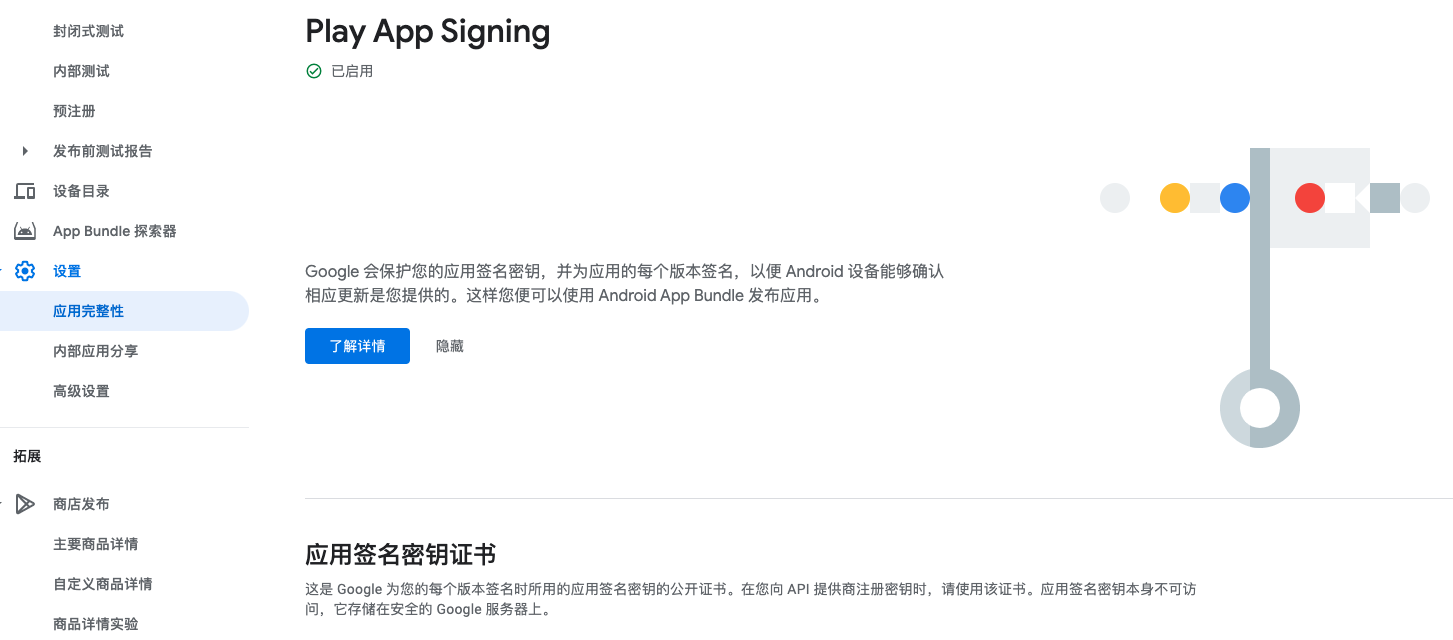 封闭式测试
内部测试
预注册
发布前测试报告
设备目录
App Bundle 探索器
设置
应用完整性
内部应用分享
高级设置
拓展
商店发布
主要商品详情
自定义商品详情
商品详情实验
Play App Signing
已启用
Google 会保护您的应用签名密钥，并为应用的每个版本签名，以便 Android 设备能够确认
相应更新是您提供的。这样您便可以使用 Android App Bundle 发布应用。
了解详情
隐藏
应用签名密钥证书
这是 Google 为您的每个版本签名时所用的应用签名密钥的公开证书。在您向 API 提供商注册密钥时，请使用该证书。应用签名密钥本身不可访
问，它存储在安全的 Google 服务器上。